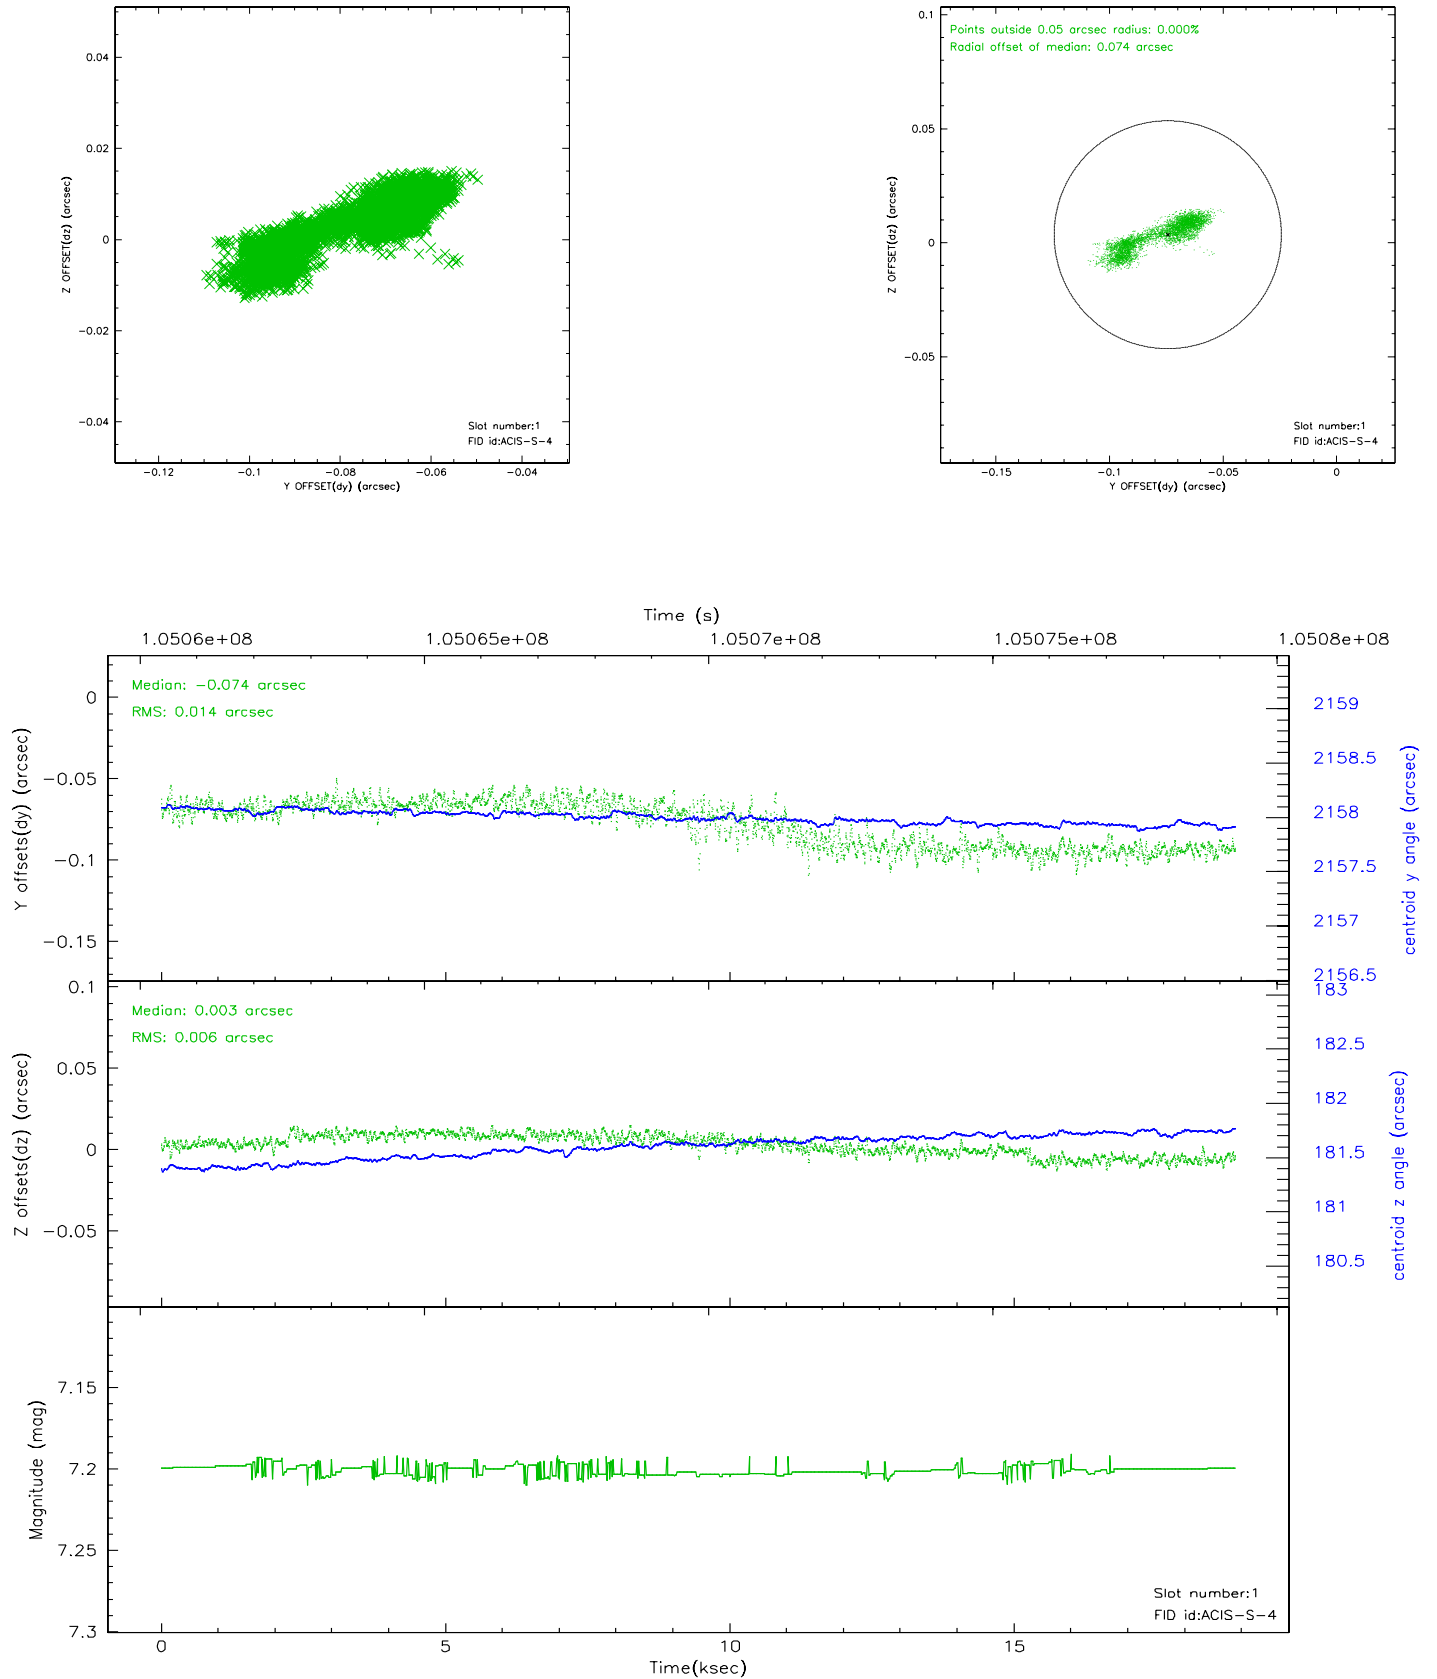 0.04
0.02
0
−0.02
−0.04
Z OFFSET(dz) (arcsec)
Slot number:1
FID id:ACIS−S−4
−0.12
−0.1
−0.08
−0.06
−0.04
Y OFFSET(dy) (arcsec)
0.1
0.05
0
−0.05
Z OFFSET(dz) (arcsec)
Points outside 0.05 arcsec radius: 0.000%
Radial offset of median: 0.074 arcsec
Slot number:1
FID id:ACIS−S−4
−0.15
−0.1
−0.05
0
Y OFFSET(dy) (arcsec)
Time (s)
1.0506e+08
1.05065e+08
1.0507e+08
1.05075e+08
1.0508e+08
Median: −0.074 arcsec
RMS: 0.014 arcsec
0
−0.05
−0.1
−0.15
Y offsets(dy) (arcsec)
2159
2158.5
2158
2157.5
2157
2156.5
centroid y angle (arcsec)
Median: 0.003 arcsec
RMS: 0.006 arcsec
0.1
0.05
0
−0.05
Z offsets(dz) (arcsec)
183
182.5
182
181.5
181
180.5
centroid z angle (arcsec)
7.15
7.2
7.25
7.3
Magnitude (mag)
Slot number:1
FID id:ACIS−S−4
0
5
10
15
Time(ksec)